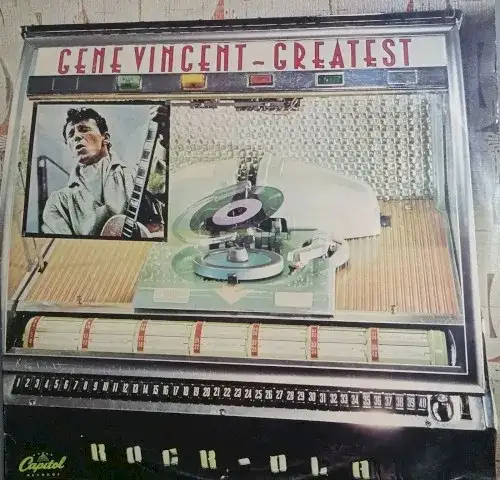 GENE VINCENT - GREATEST
1 2 3 4 5 6 7 8 9 10 11 12 13 14 15 16 17 18 19 20 21 22 23 24 25 26 27 28 29 30 31 32 33 34 35 36 37 38 39 40
Capitol
RECORDS
ROCK-OLA